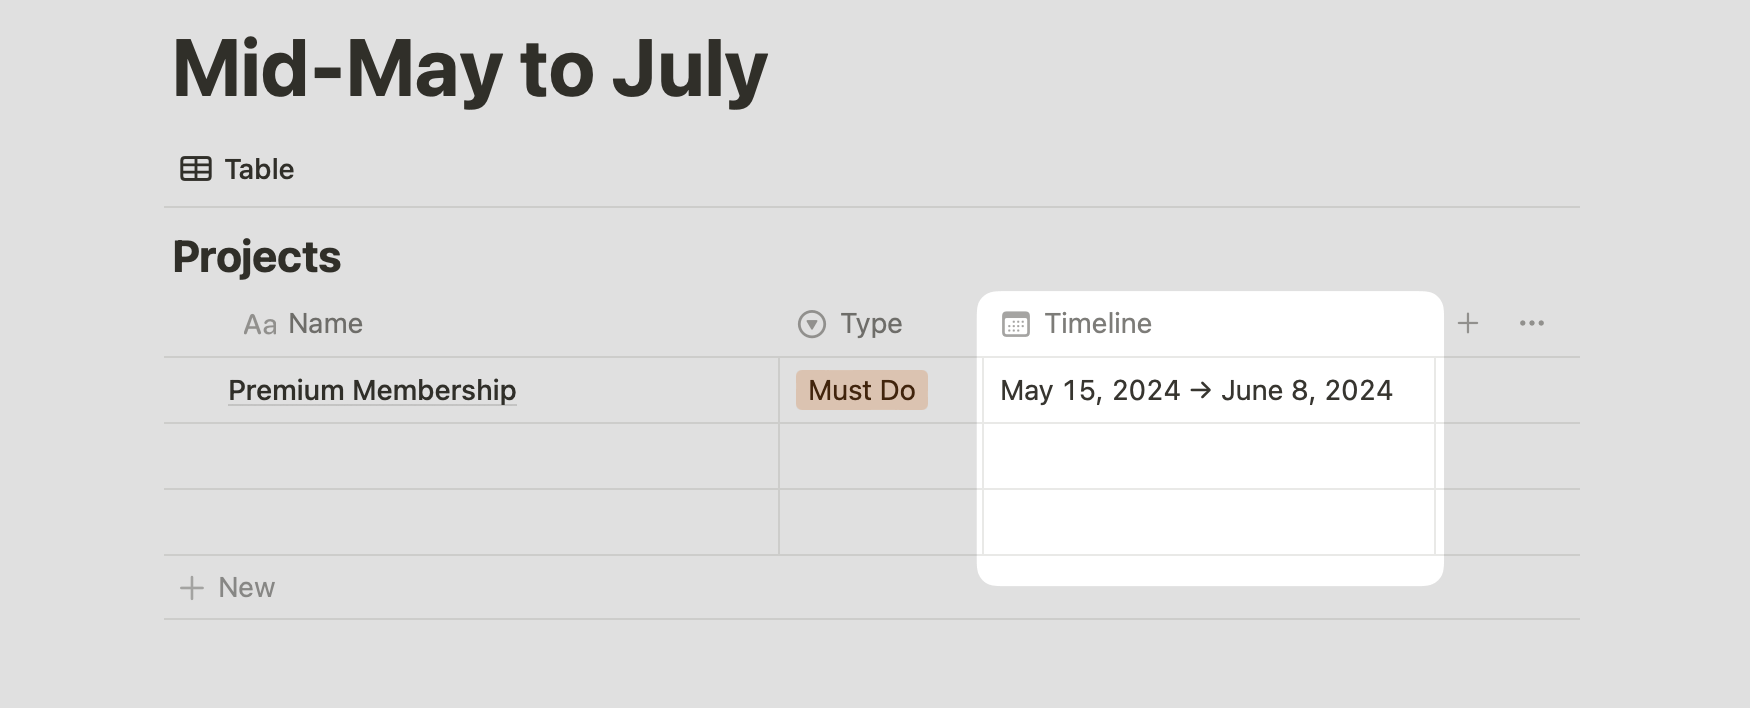 Mid-May to July
Table
Projects
Aa Name Type Timeline
Premium Membership Must Do May 15, 2024 → June 8, 2024
New